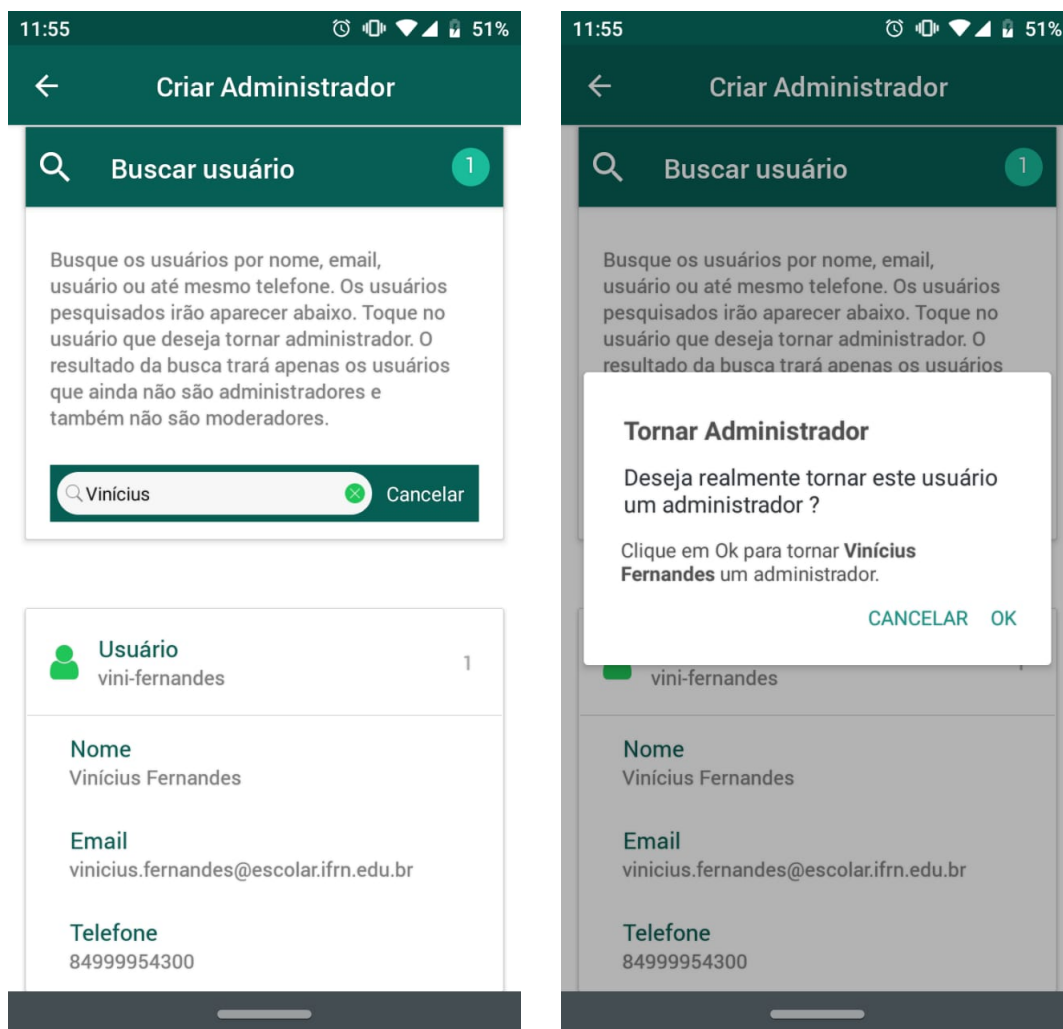 11:55
51%
Criar Administrador
Buscar usuário
1
Busque os usuários por nome, email,
usuário ou até mesmo telefone. Os usuários
pesquisados irão aparecer abaixo. Toque no
usuário que deseja tornar administrador. O
resultado da busca trará apenas os usuários
que ainda não são administradores e
também não são moderadores.
Vinícius
Cancelar
Usuário
1
vini-fernandes
Nome
Vinícius Fernandes
Email
vinicius.fernandes@escolar.ifrn.edu.br
Telefone
84999954300
11:55
51%
Criar Administrador
Buscar usuário
1
Busque os usuários por nome, email,
usuário ou até mesmo telefone. Os usuários
pesquisados irão aparecer abaixo. Toque no
usuário que deseja tornar administrador. O
resultado da busca trará apenas os usuários
Tornar Administrador
Deseja realmente tornar este usuário
um administrador ?
Clique em Ok para tornar Vinícius
Fernandes um administrador.
CANCELAR OK
vini-fernandes
Nome
Vinícius Fernandes
Email
vinicius.fernandes@escolar.ifrn.edu.br
Telefone
84999954300